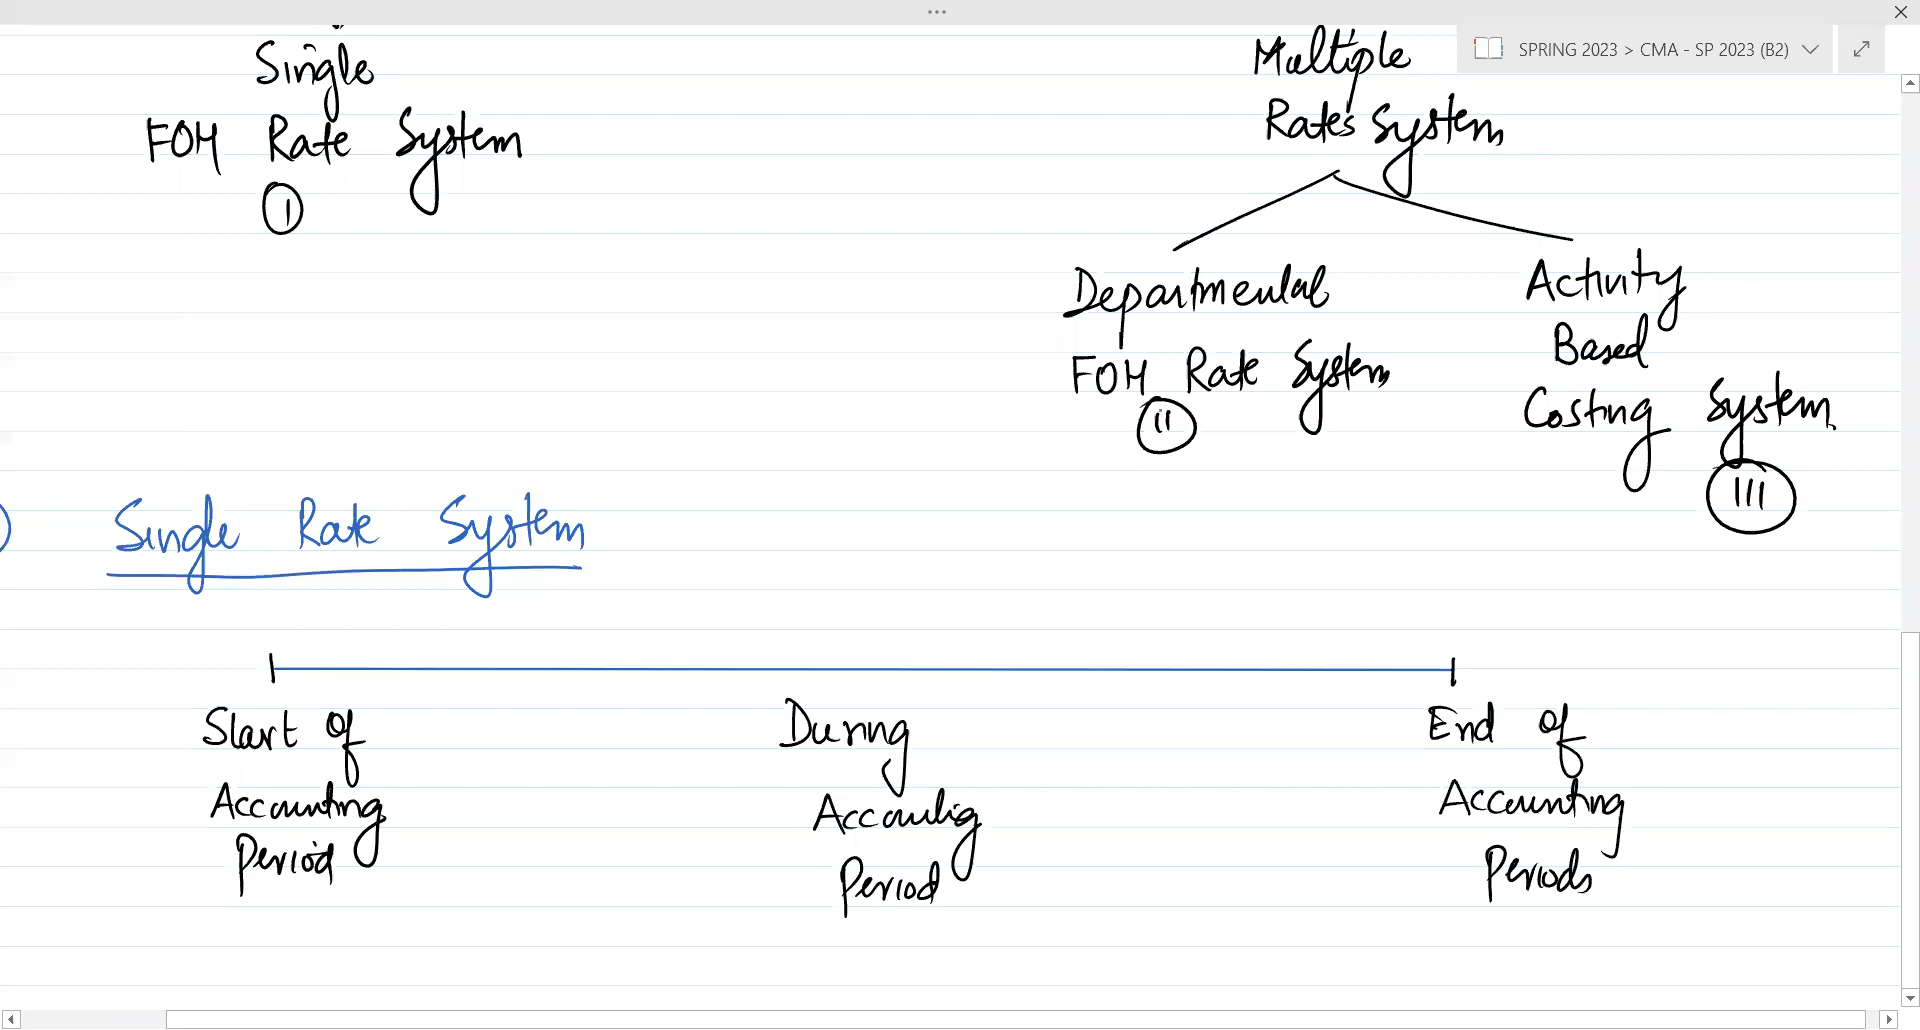 SPRING 2023 > CMA - SP 2023 (B2)
Single
FOH Rate System
I
Multiple
Rates System
Departmental
FOH Rate System
II
Activity
Based
Costing System
III
Single Rate System
Start of
Accounting
Period
During
Accounting
Period
End of
Accounting
Periods